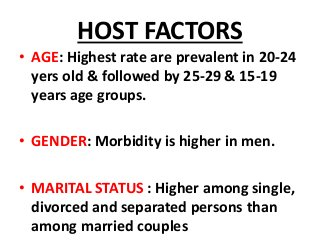 HOST FACTORS
• AGE: Highest rate are prevalent in 20-24
yers old & followed by 25-29 & 15-19
years age groups.
• GENDER: Morbidity is higher in men.
• MARITAL STATUS : Higher among single,
divorced and separated persons than
among married couples